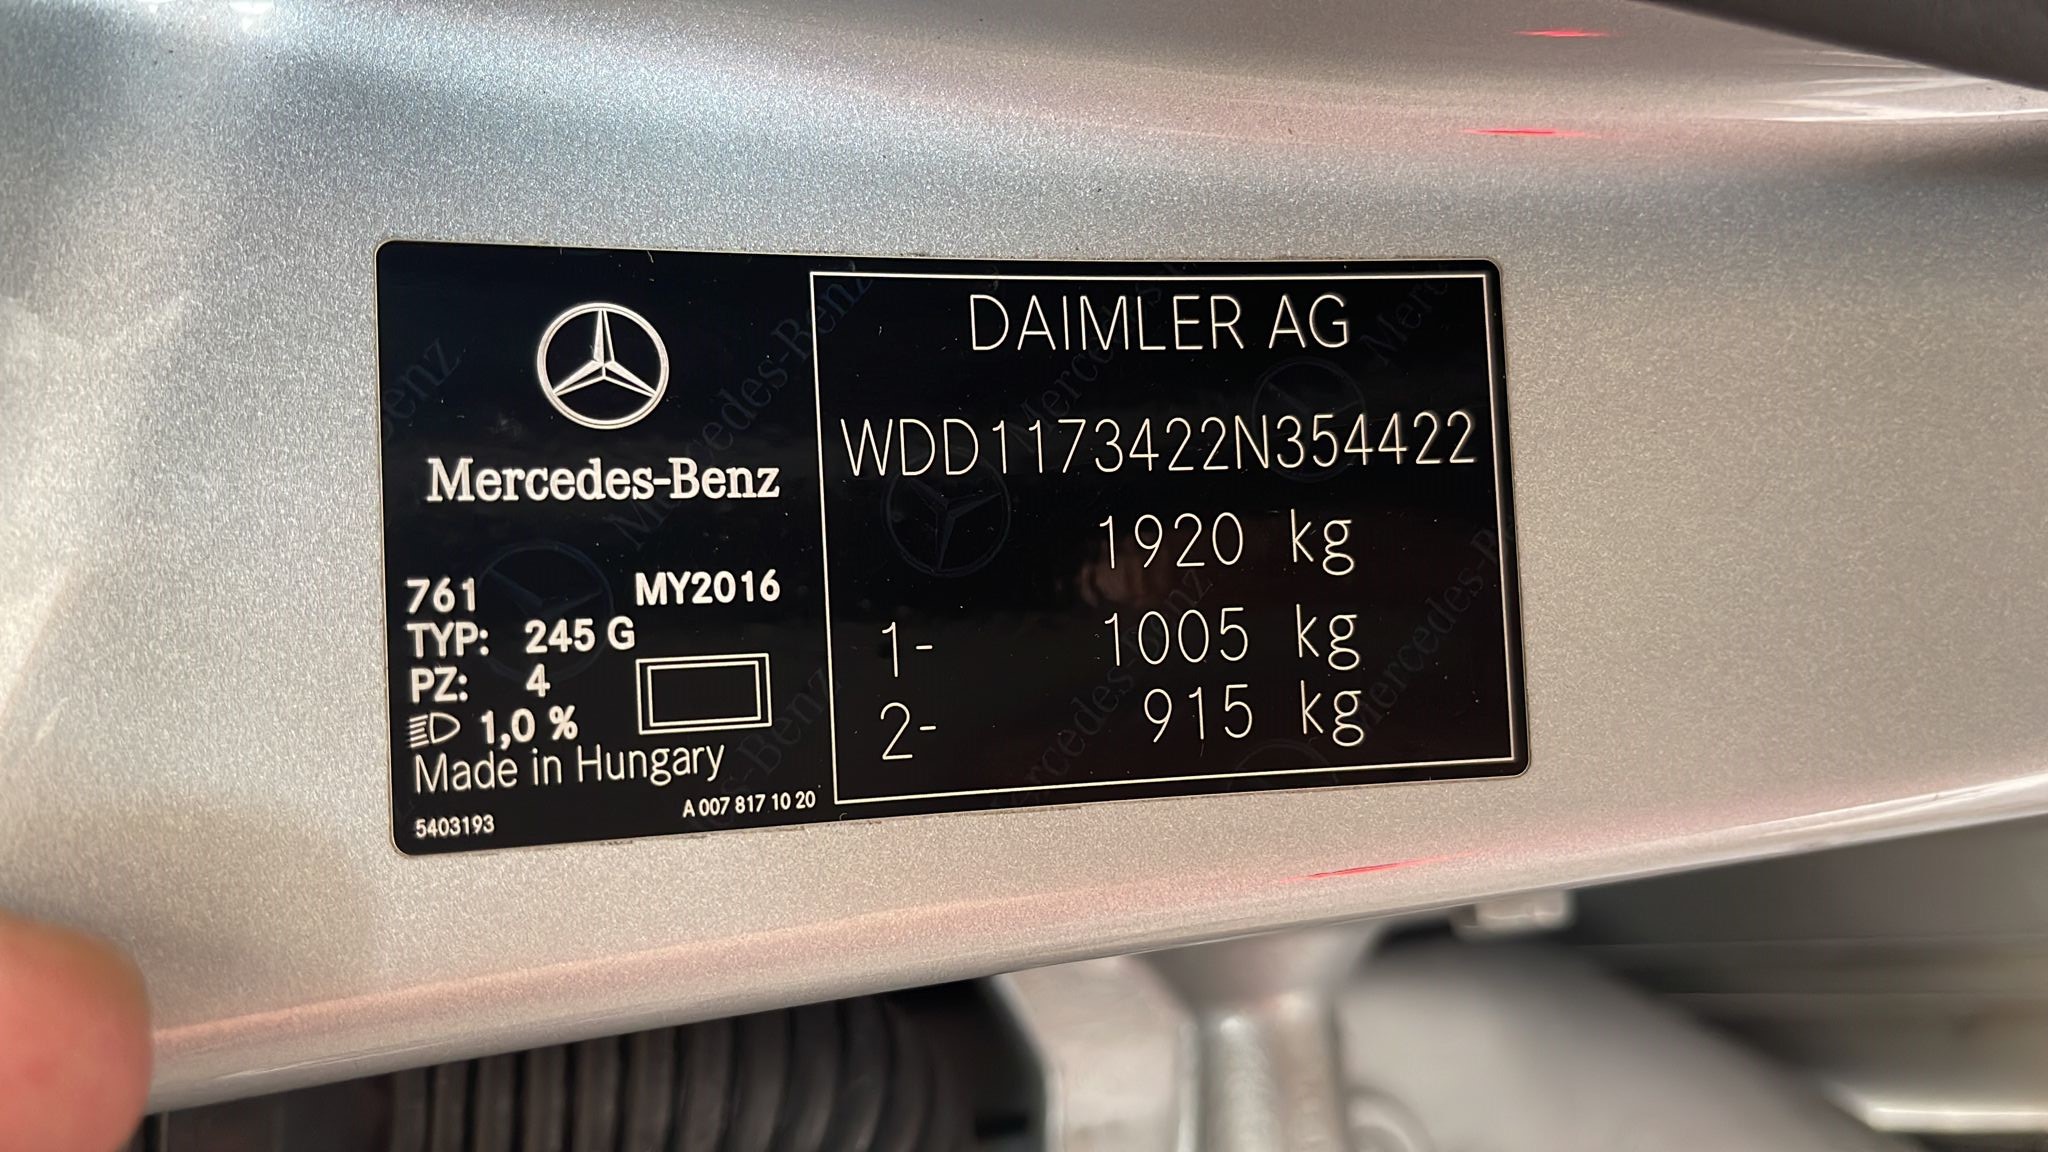 Mercedes-Benz
761 MY2016
TYP: 245 G
PZ: 4
1,0 %
Made in Hungary
5403193 A 007 817 10 20
DAIMLER AG
WDD1173422N354422
1920 kg
1- 1005 kg
2- 915 kg